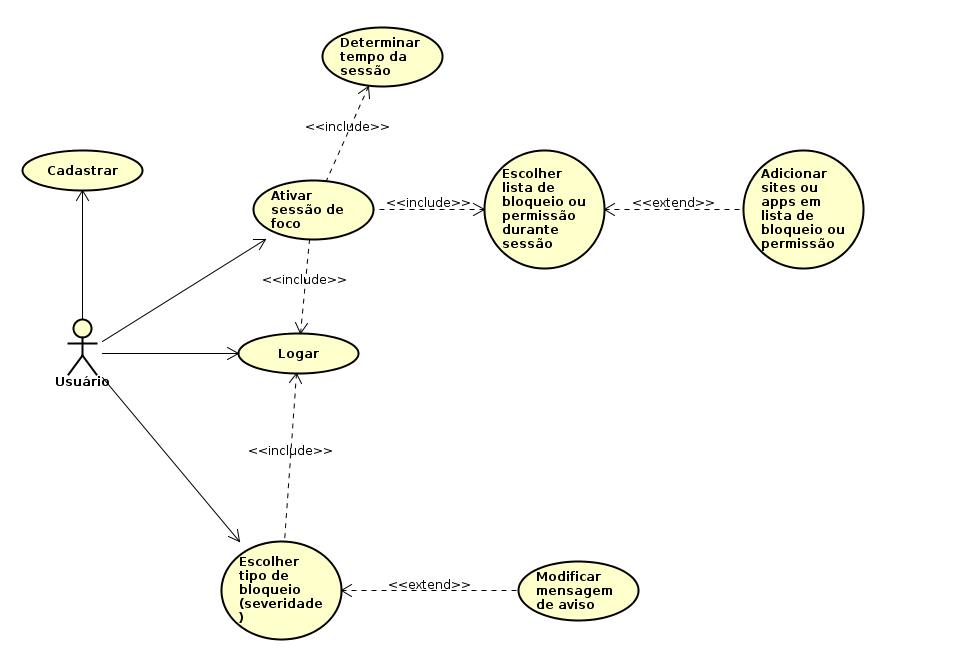 Determinar
tempo da
sessão
<<include>>
Cadastrar
Ativar
sessão de
foco
<<include>>
Escolher
lista de
bloqueio ou
permissão
durante
sessão
<<extend>>
Adicionar
sites ou
apps em
lista de
bloqueio ou
permissão
<<include>>
Logar
Usuário
<<include>>
Escolher
tipo de
bloqueio
(severidade
)
<<extend>>
Modificar
mensagem
de aviso